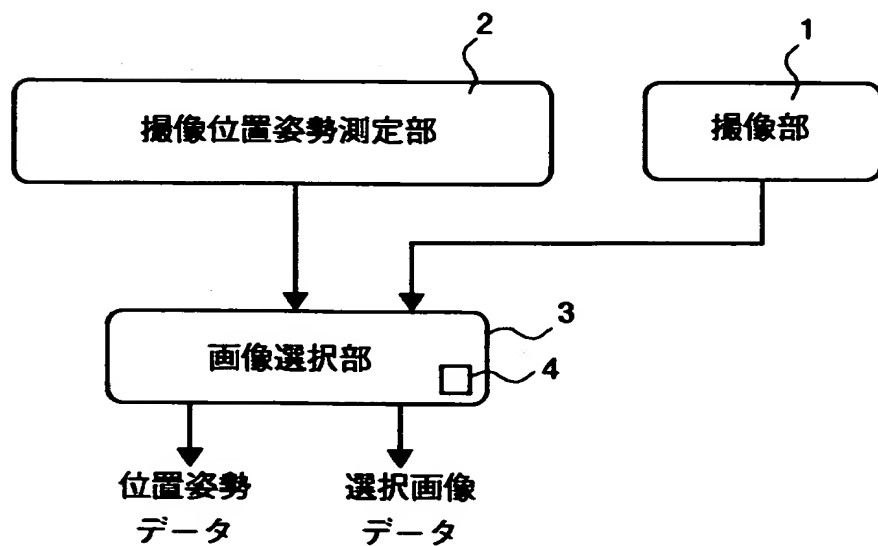 2
1
撮像位置姿勢測定部
撮像部
3
画像選択部
4
位置姿勢
データ
選択画像
データ